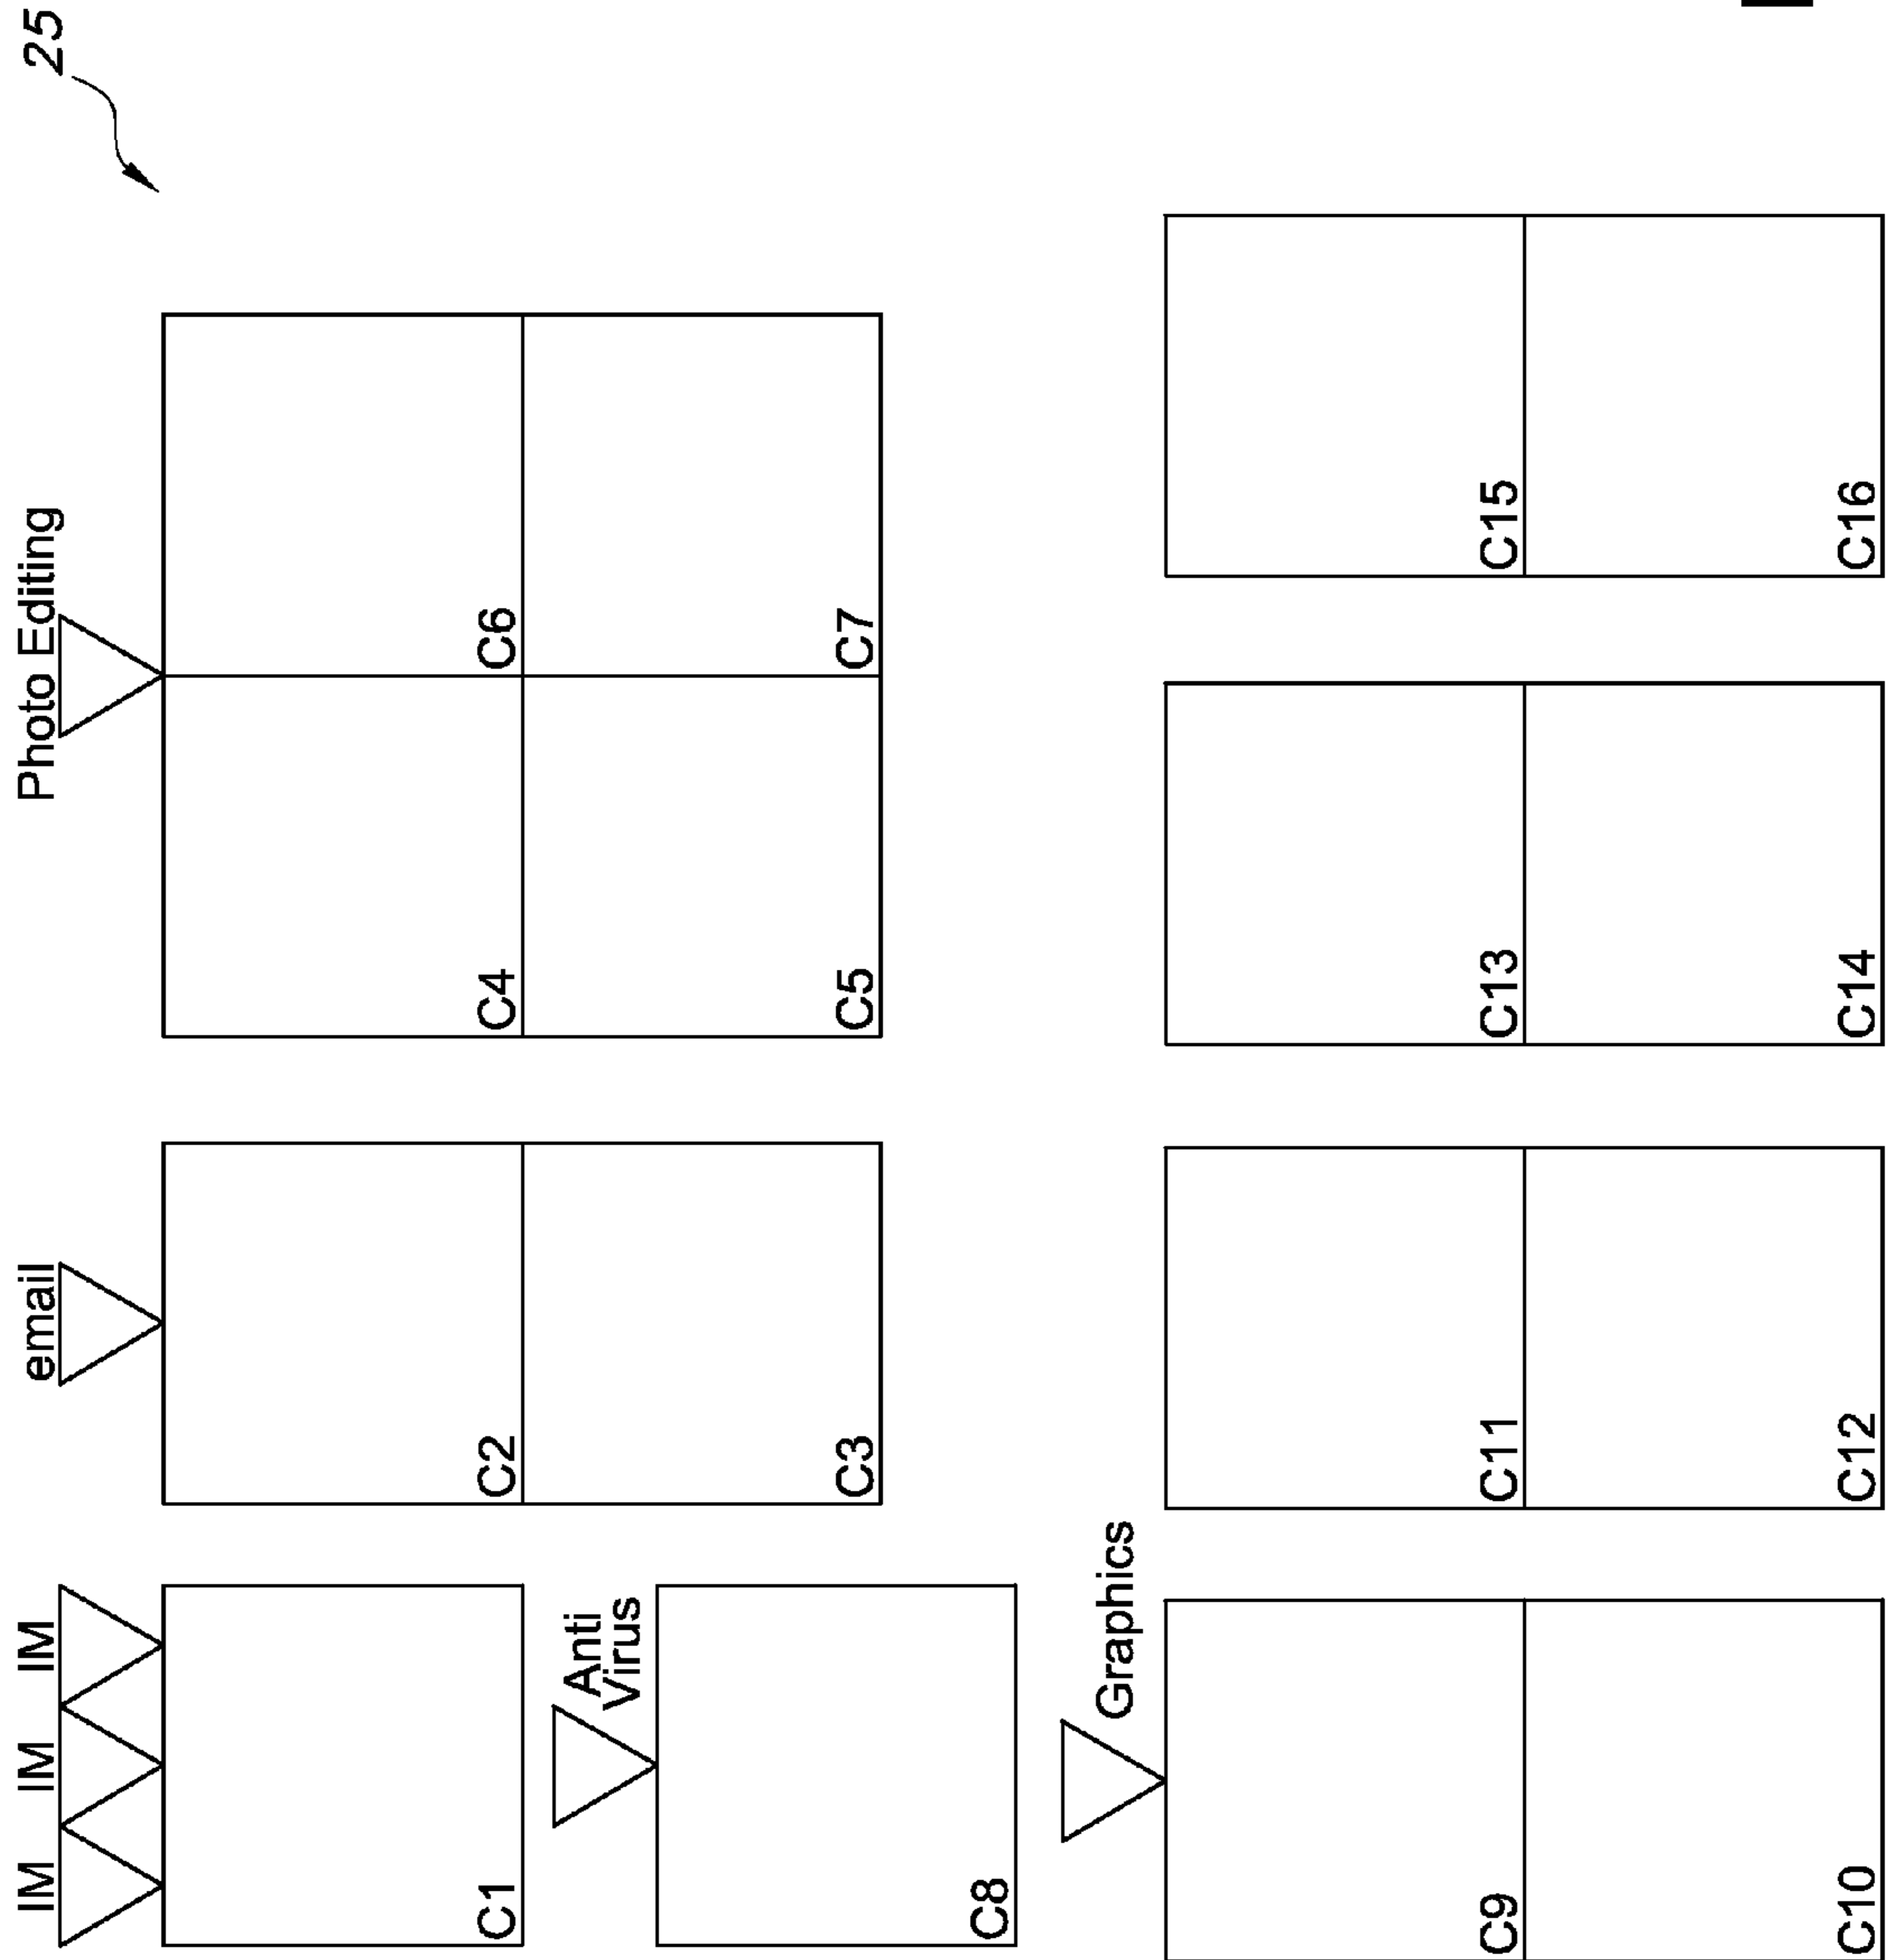 25
IM IM IM
email
Photo Editing
C1
C2
C4
C6
C3
C5
C7
Anti
Virus
C8
Graphics
C9
C11
C13
C15
C10
C12
C14
C16